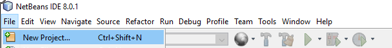 NetBeans IDE 8.0.1
File Edit View Navigate Source Refactor Run Debug Profile Team Tools Window
New Project... Ctrl+Shift+N